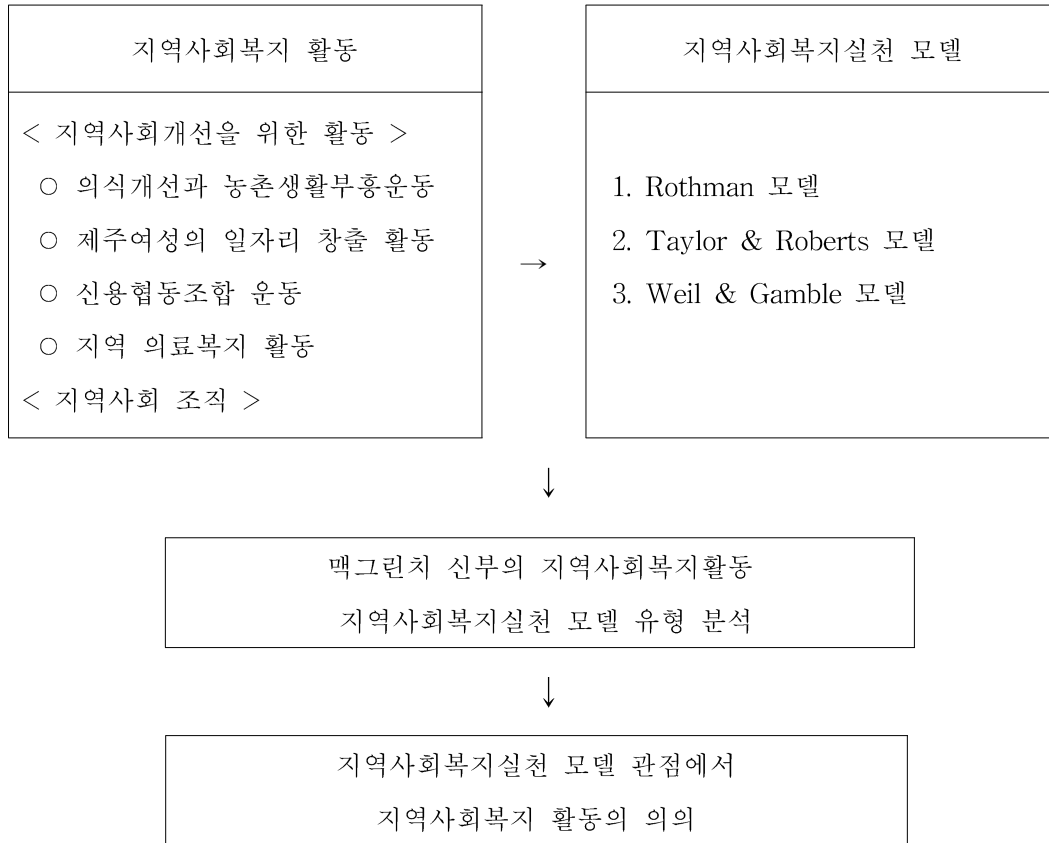 지역사회복지 활동
< 지역사회개선을 위한 활동 >
○ 의식개선과 농촌생활부흥운동
○ 제주여성의 일자리 창출 활동
○ 신용협동조합 운동
○ 지역 의료복지 활동
< 지역사회 조직 >
→
지역사회복지실천 모델
1. Rothman 모델
2. Taylor & Roberts 모델
3. Weil & Gamble 모델
↓
맥그린치 신부의 지역사회복지활동
지역사회복지실천 모델 유형 분석
↓
지역사회복지실천 모델 관점에서
지역사회복지 활동의 의의